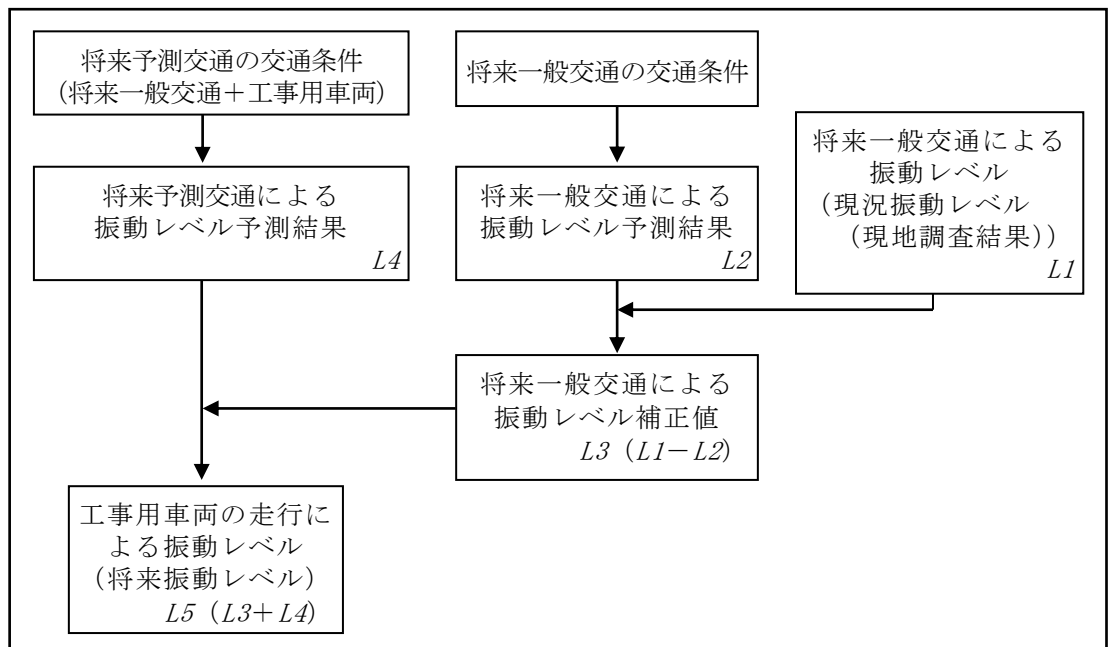 将来予測交通の交通条件
(将来一般交通＋工事用車両)
将来一般交通の交通条件
将来一般交通による
振動レベル
(現況振動レベル
(現地調査結果))
L1
将来予測交通による
振動レベル予測結果
L4
将来一般交通による
振動レベル予測結果
L2
将来一般交通による
振動レベル補正値
L3 (L1－L2)
工事用車両の走行に
よる振動レベル
(将来振動レベル)
L5 (L3＋L4)